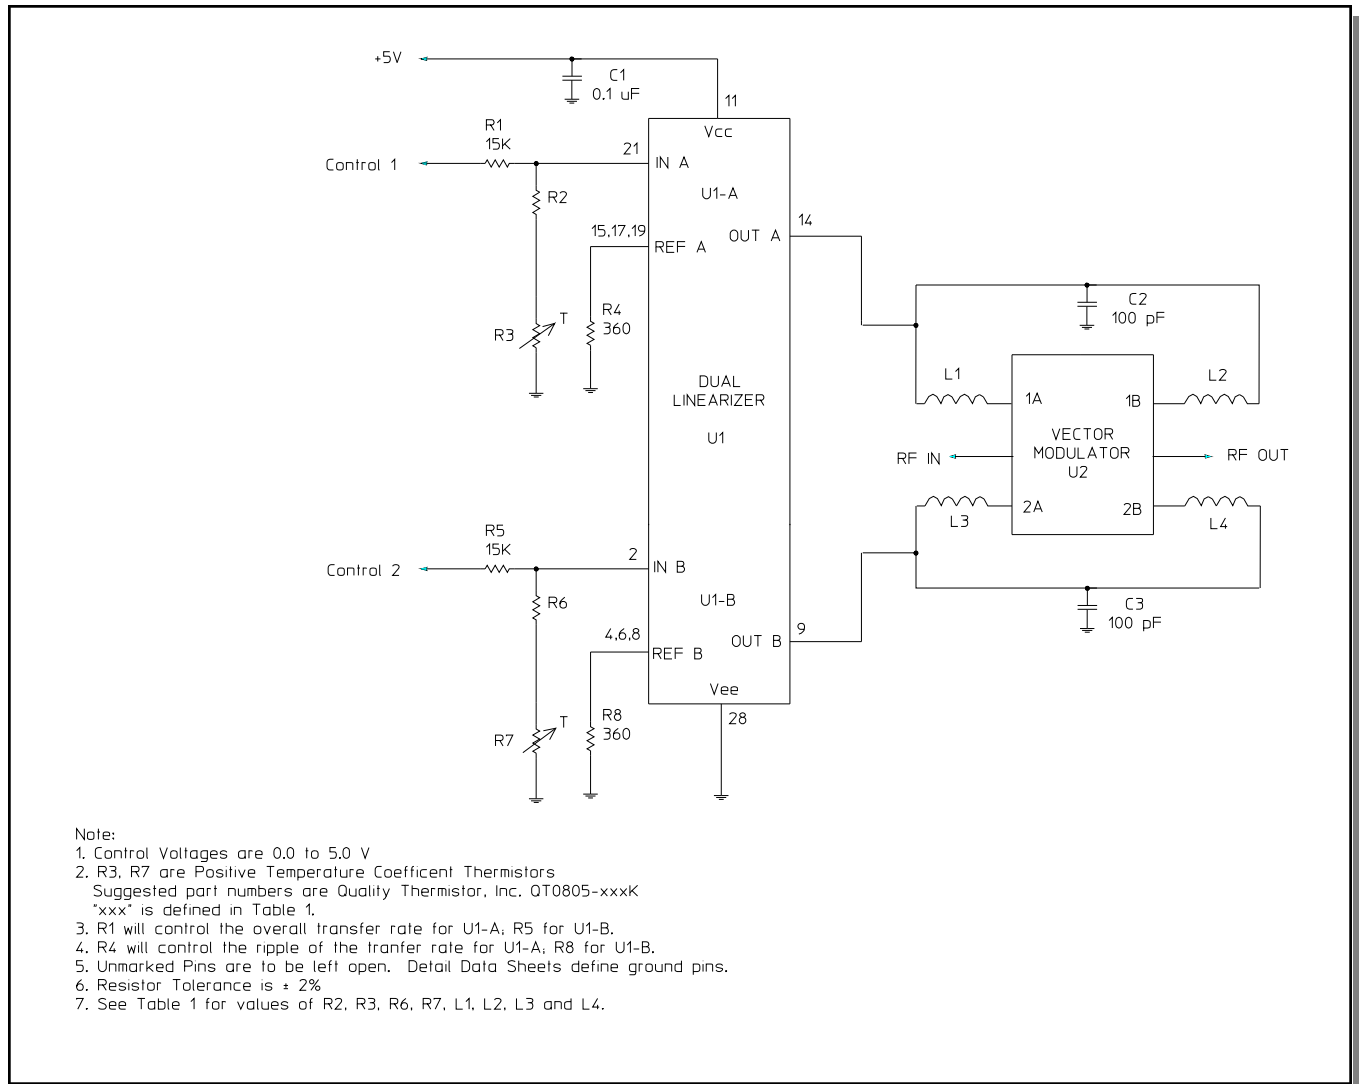 +5V
C1
0.1 uF
11
Vcc
R1
15K
21
Control 1
IN A
U1-A
R2
14
15,17,19
OUT A
REF A
C2
100 pF
R4
360
T
R3
L1
L2
DUAL
LINEARIZER
U1
1A
1B
VECTOR
MODULATOR
U2
RF IN
RF OUT
2A
2B
L3
L4
R5
15K
2
Control 2
IN B
U1-B
R6
C3
100 pF
4,6,8
9
OUT B
REF B
Vee
28
R8
360
T
R7
Note:
1. Control Voltages are 0.0 to 5.0 V
2. R3, R7 are Positive Temperature Coefficent Thermistors
Suggested part numbers are Quality Thermistor, Inc. QT0805-xxxK
"xxx" is defined in Table 1.
3. R1 will control the overall transfer rate for U1-A; R5 for U1-B.
4. R4 will control the ripple of the tranfer rate for U1-A; R8 for U1-B.
5. Unmarked Pins are to be left open. Detail Data Sheets define ground pins.
6. Resistor Tolerance is ± 2%
7. See Table 1 for values of R2, R3, R6, R7, L1, L2, L3 and L4.